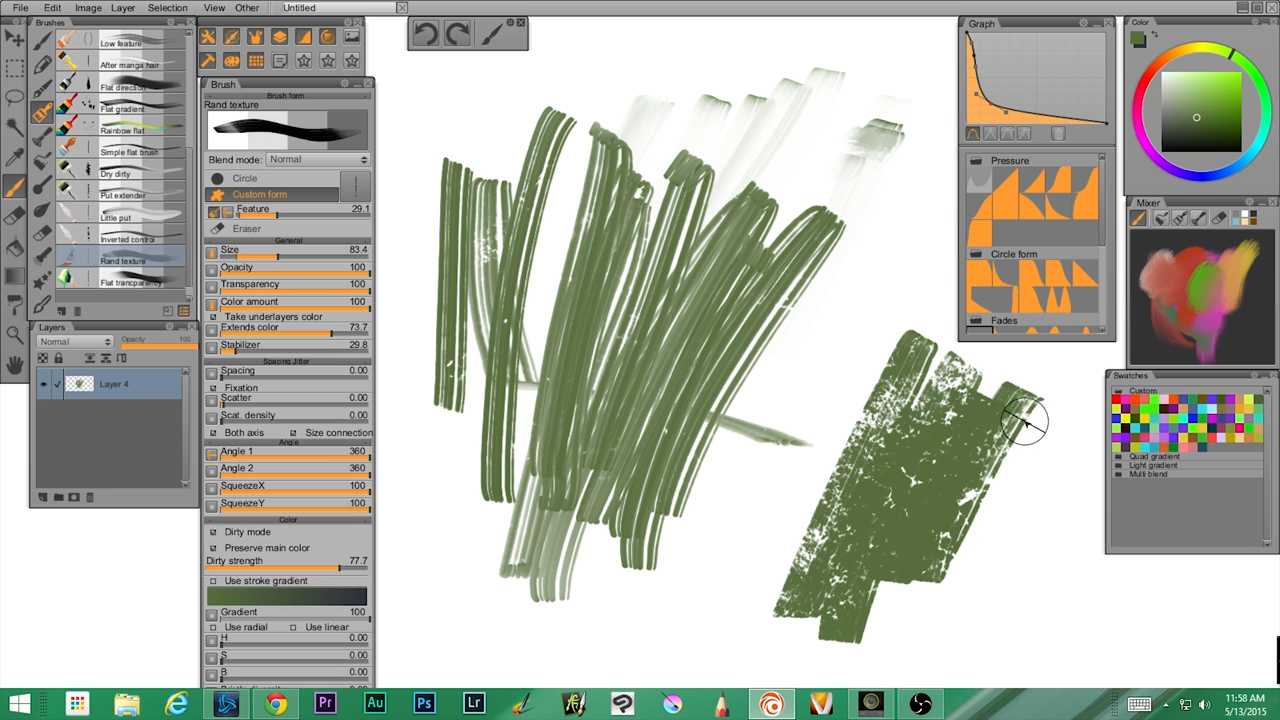 File Edit Image Layer Selection View Other Untitled
Brushes
Low feature
After manga hair
Flat direction
Flat gradient
Rainbow flat
Simple flat brush
Dry dirty
Put extender
Little put
Inverted control
Rand texture
Flat trancparency
Layers
Normal
Opacity 100
Layer 4
Brush
Brush form
Rand texture
Blend mode: Normal
Circle
Custom form
Feature 29.1
Eraser
General
Size 83.4
Opacity 100
Transparency 100
Color amount 100
Take underlayers color
Extends color 73.7
Stabilizer 29.8
Spacing Jitter
Spacing 0.00
Fixation
Scatter 0.00
Scat. density 0.00
Both axis Size connection
Angle
Angle 1 360
Angle 2 360
SqueezeX 100
SqueezeY 100
Color
Dirty mode
Preserve main color
Dirty strength 77.7
Use stroke gradient
Gradient 100
Use radial Use linear
H 0.00
S 0.00
B 0.00
Graph
Pressure
Circle form
Fades
Color
Mixer
Swatches
Custom
Quad gradient
Light gradient
Multi blend
Pr Au Ps Lr
11:58 AM
5/13/2015